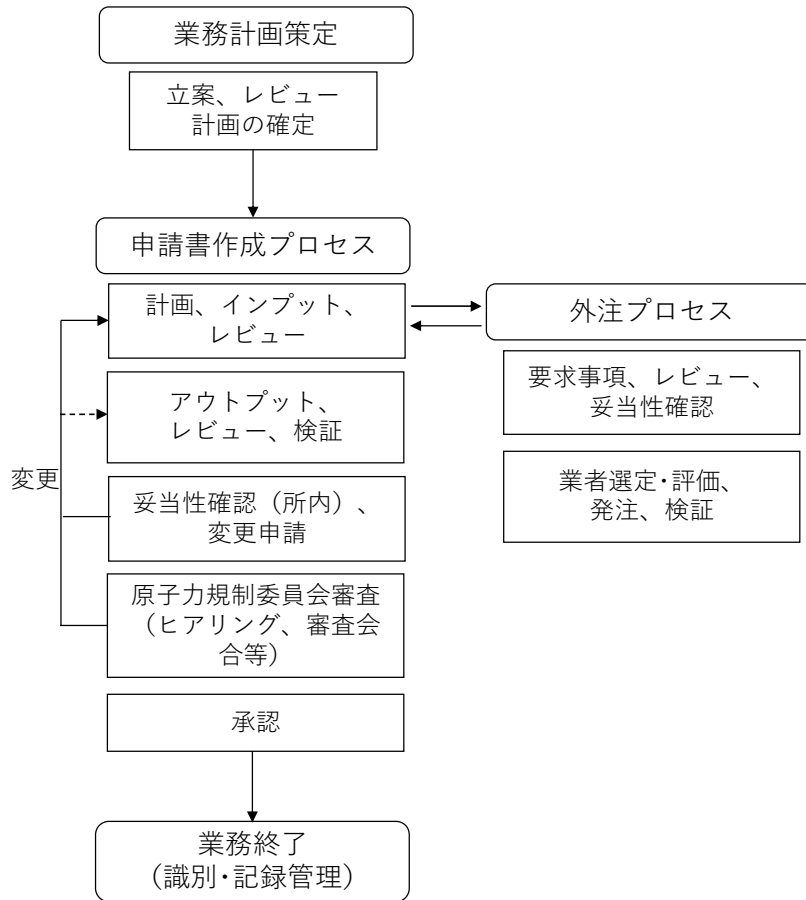 業務計画策定
立案、レビュー
計画の確定
申請書作成プロセス
計画、インプット、
レビュー
外注プロセス
要求事項、レビュー、
妥当性確認
アウトプット、
レビュー、検証
変更
業者選定・評価、
発注、検証
妥当性確認（所内）、
変更申請
原子力規制委員会審査
（ヒアリング、審査会
合等）
承認
業務終了
（識別・記録管理）